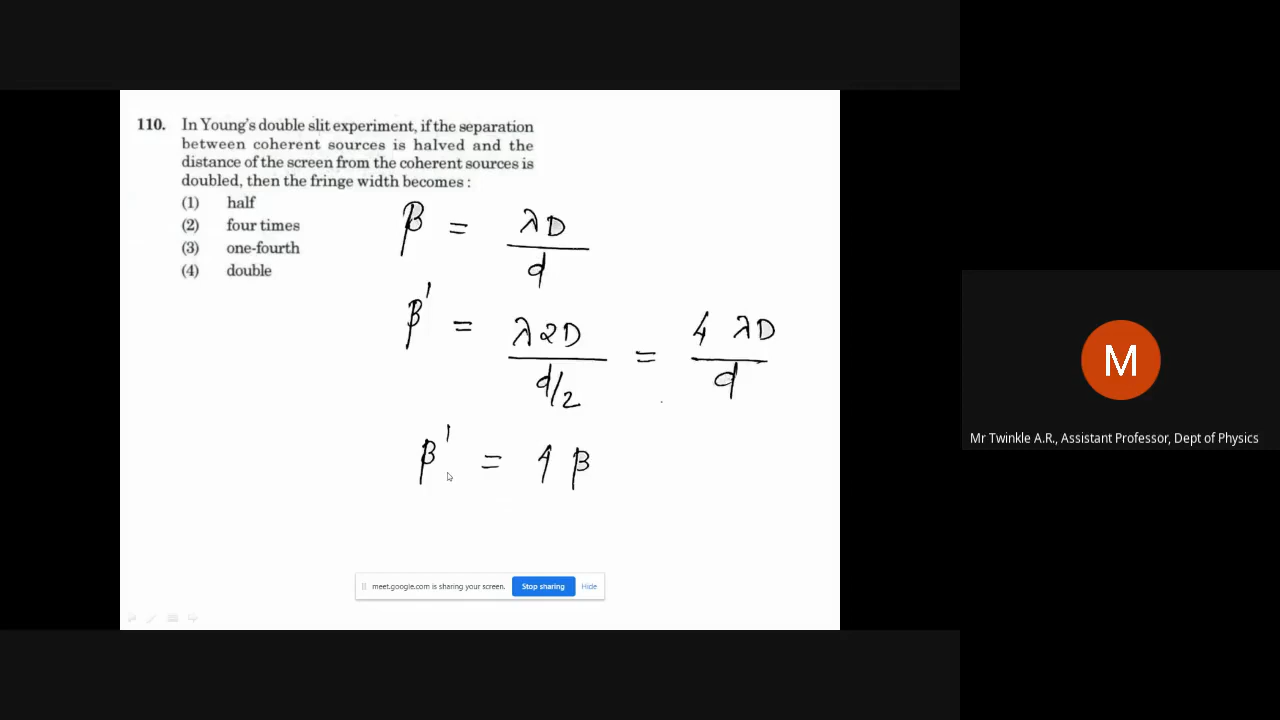 110. In Young's double slit experiment, if the separation
between coherent sources is halved and the
distance of the screen from the coherent sources is
doubled, then the fringe width becomes :
(1) half
(2) four times
(3) one-fourth
(4) double
β = λD / d
β' = λ2D / d/2 = 4 λD / d
β' = 4 β
M
Mr Twinkle A.R., Assistant Professor, Dept of Physics
meet.google.com is sharing your screen. Stop sharing Hide